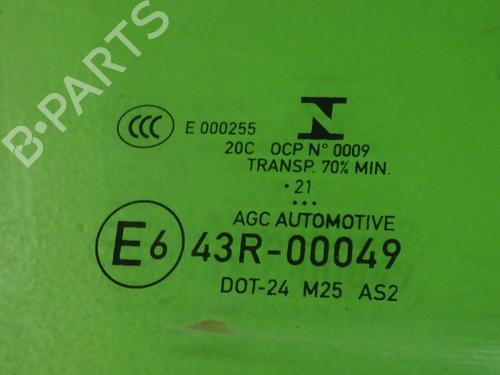 B-PARTS
CCC E 000255 N
20C OCP N° 0009
TRANSP. 70% MIN.
·21
...
AGC AUTOMOTIVE
E6 43R-00049
DOT-24 M25 AS2